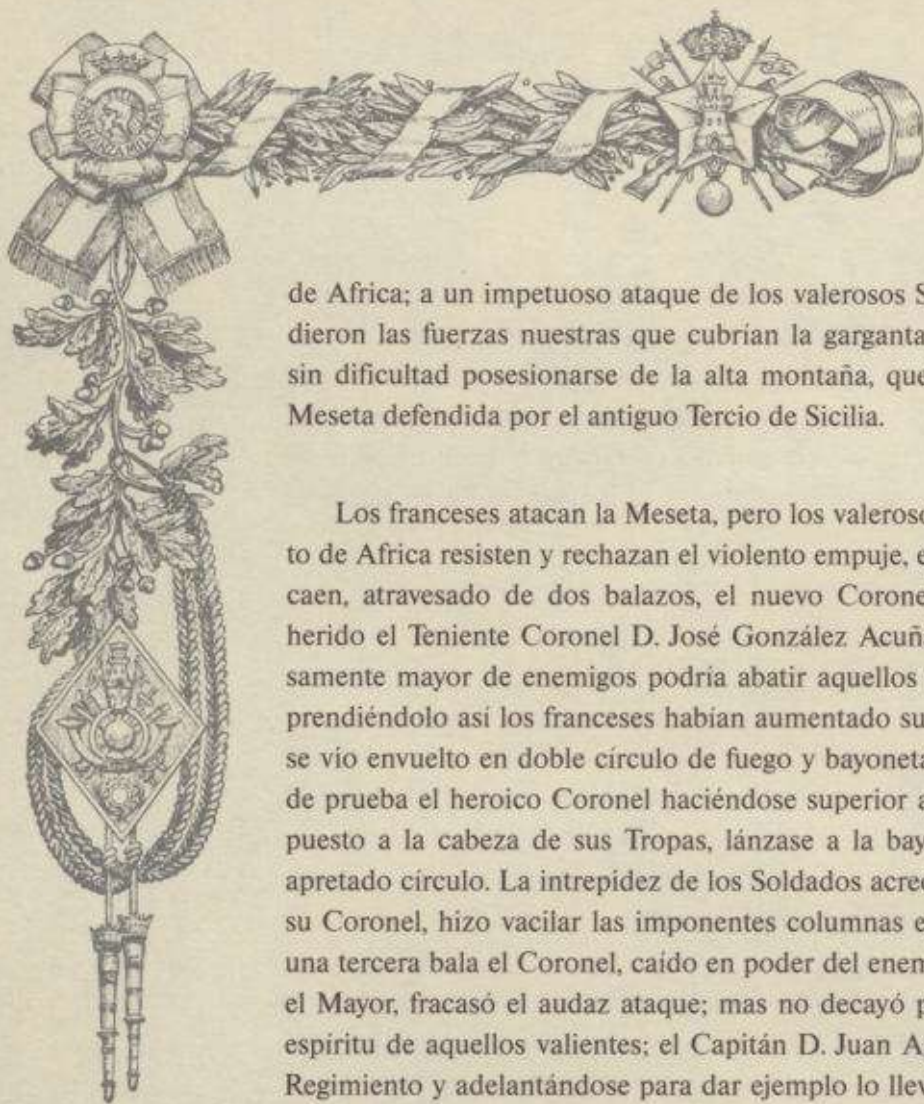 de Africa; a un impetuoso ataque de los valerosos S
dieron las fuerzas nuestras que cubrían la garganta
sin dificultad posesionarse de la alta montaña, que
Meseta defendida por el antiguo Tercio de Sicilia.
Los franceses atacan la Meseta, pero los valeroso
to de Africa resisten y rechazan el violento empuje, e
caen, atravesado de dos balazos, el nuevo Corone
herido el Teniente Coronel D. José González Acuñ
samente mayor de enemigos podría abatir aquellos
prendiéndolo así los franceses habían aumentado su
se vio envuelto en doble círculo de fuego y bayoneta
de prueba el heroico Coronel haciéndose superior a
puesto a la cabeza de sus Tropas, lánzase a la bay
apretado círculo. La intrepidez de los Soldados acree
su Coronel, hizo vacilar las imponentes columnas e
una tercera bala el Coronel, caído en poder del enem
el Mayor, fracasó el audaz ataque; mas no decayó p
espíritu de aquellos valientes; el Capitán D. Juan A
Regimiento y adelantándose para dar ejemplo lo llev